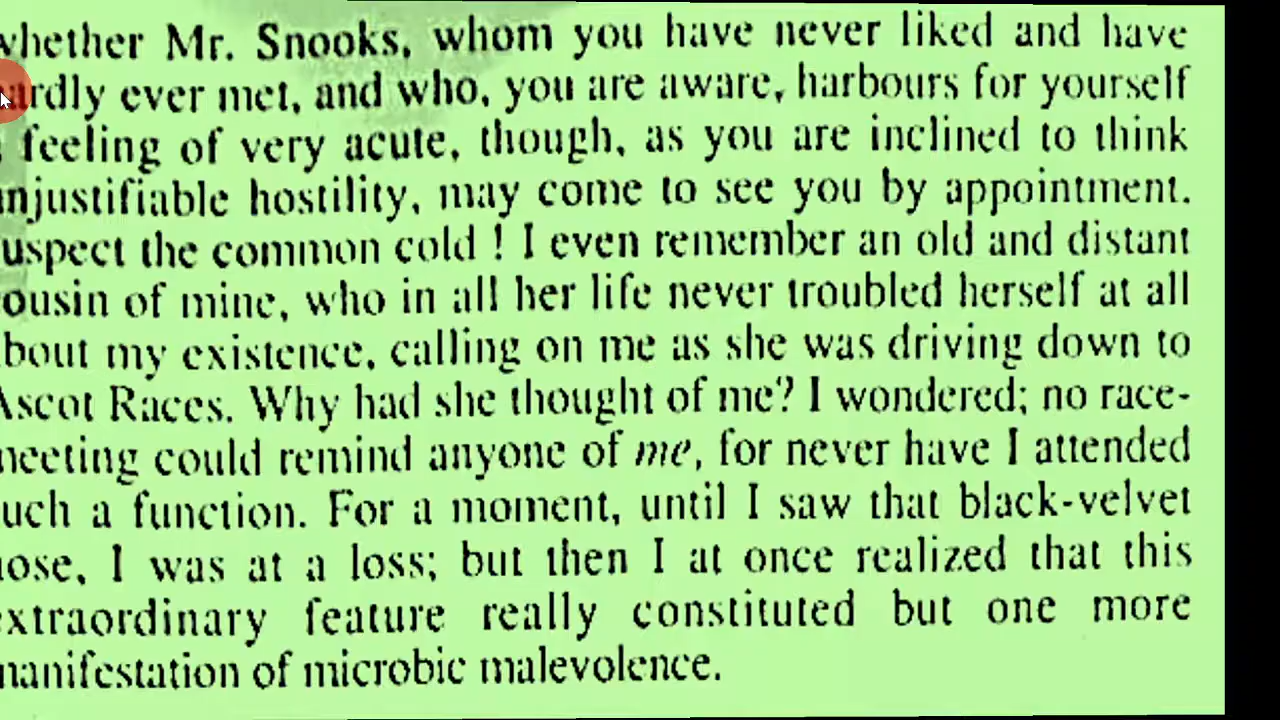 whether Mr. Snooks, whom you have never liked and have
ardly ever met, and who, you are aware, harbours for yourself
feeling of very acute, though, as you are inclined to think
njustifiable hostility, may come to see you by appointment.
uspect the common cold ! I even remember an old and distant
ousin of mine, who in all her life never troubled herself at all
bout my existence, calling on me as she was driving down to
Ascot Races. Why had she thought of me? I wondered; no race-
neeting could remind anyone of me, for never have I attended
uch a function. For a moment, until I saw that black-velvet
nose, I was at a loss; but then I at once realized that this
extraordinary feature really constituted but one more
manifestation of microbic malevolence.